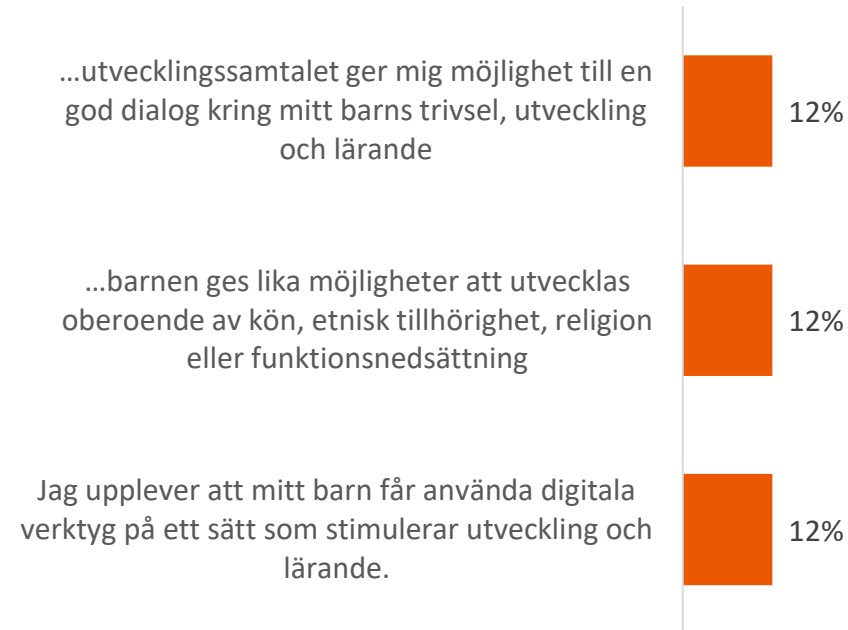 …utvecklingssamtalet ger mig möjlighet till en
god dialog kring mitt barns trivsel, utveckling
och lärande
12%
…barnen ges lika möjligheter att utvecklas
oberoende av kön, etnisk tillhörighet, religion
eller funktionsnedsättning
12%
Jag upplever att mitt barn får använda digitala
verktyg på ett sätt som stimulerar utveckling och
lärande.
12%